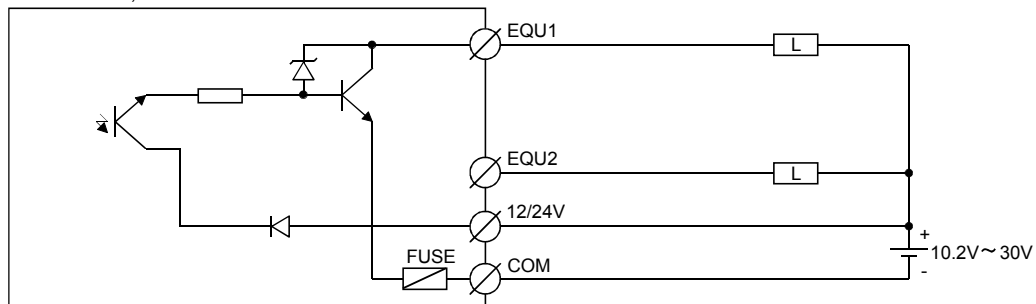 EQU1
L
EQU2
L
12/24V
+
10.2V～30V
-
FUSE
COM